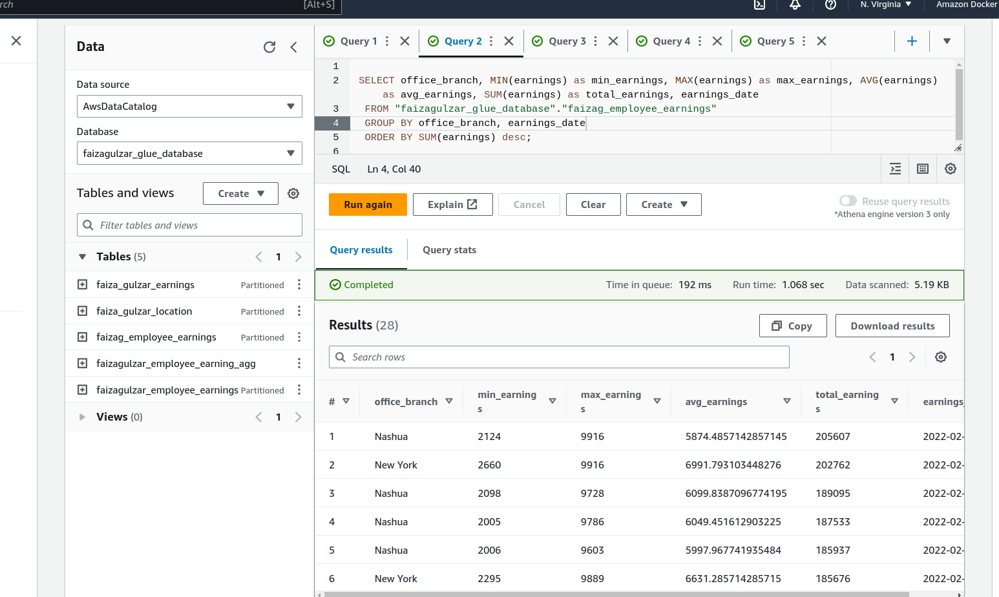 rch
[Alt+S]
N. Virginia
Amazon Docker
Data
Data source
AwsDataCatalog
Database
faizagulzar_glue_database
Tables and views
Create
Filter tables and views
Tables (5)
1
faiza_gulzar_earnings Partitioned
faiza_gulzar_location Partitioned
faizag_employee_earnings Partitioned
faizagulzar_employee_earning_agg
faizagulzar_employee_earnings Partitioned
Views (0)
1
Query 1
Query 2
Query 3
Query 4
Query 5
1
2 SELECT office_branch, MIN(earnings) as min_earnings, MAX(earnings) as max_earnings, AVG(earnings)
as avg_earnings, SUM(earnings) as total_earnings, earnings_date
3 FROM "faizagulzar_glue_database"."faizag_employee_earnings"
4 GROUP BY office_branch, earnings_date
5 ORDER BY SUM(earnings) desc;
6
SQL Ln 4, Col 40
Run again
Explain
Cancel
Clear
Create
Reuse query results
*Athena engine version 3 only
Query results
Query stats
Completed
Time in queue: 192 ms Run time: 1.068 sec Data scanned: 5.19 KB
Results (28)
Copy
Download results
Search rows
1
# office_branch min_earning
s max_earning
s avg_earnings total_earning
s earnings_
1 Nashua 2124 9916 5874.4857142857145 205607 2022-02-
2 New York 2660 9916 6991.793103448276 202762 2022-02-
3 Nashua 2098 9728 6099.8387096774195 189095 2022-02-
4 Nashua 2005 9786 6049.451612903225 187533 2022-02-
5 Nashua 2006 9603 5997.967741935484 185937 2022-02-
6 New York 2295 9889 6631.285714285715 185676 2022-02-